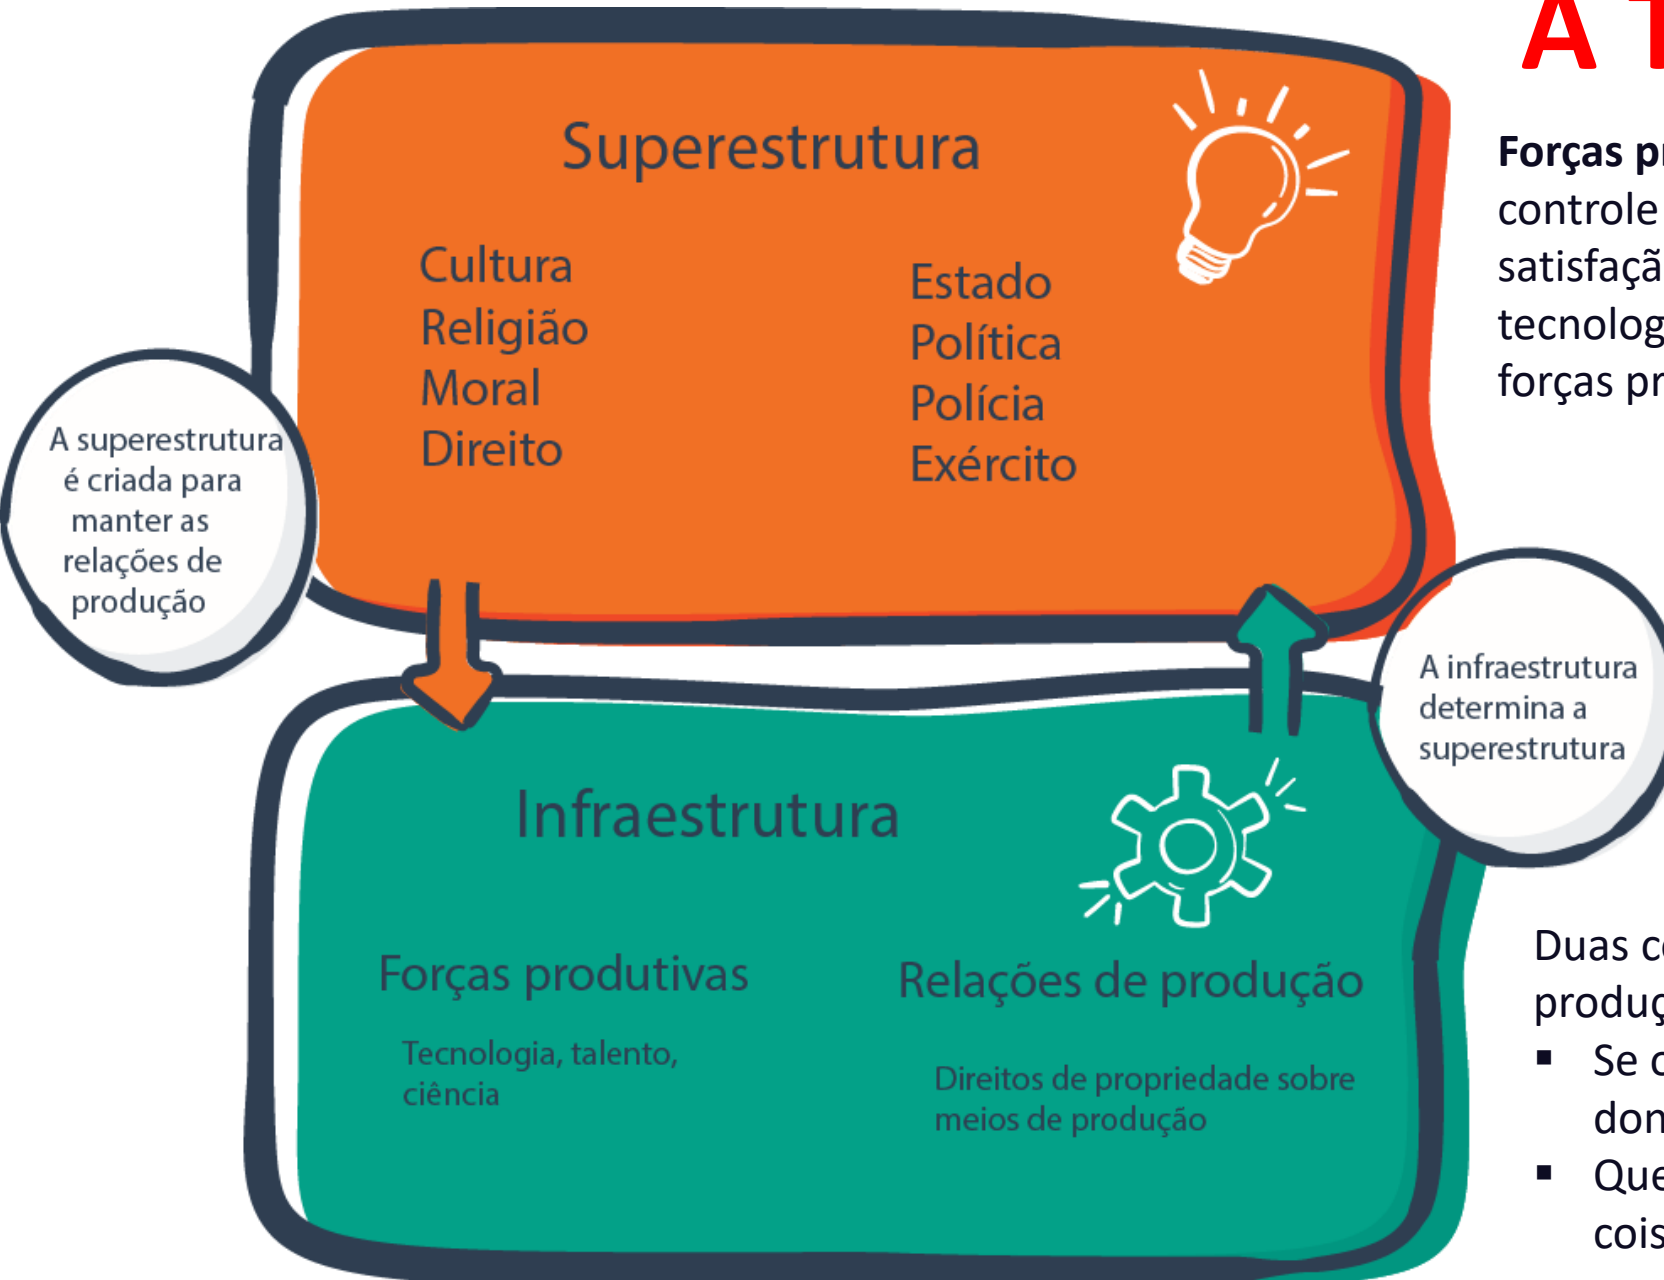 A T
Superestrutura
Cultura
Religião
Moral
Direito
Estado
Política
Polícia
Exército
A superestrutura
é criada para
manter as
relações de
produção
A infraestrutura
determina a
superestrutura
Infraestrutura
Forças produtivas
Tecnologia, talento,
ciência
Relações de produção
Direitos de propriedade sobre
meios de produção
Forças pr
controle
satisfaçã
tecnolog
forças pr
Duas c
produç
▪ Se c
don
▪ Que
cois